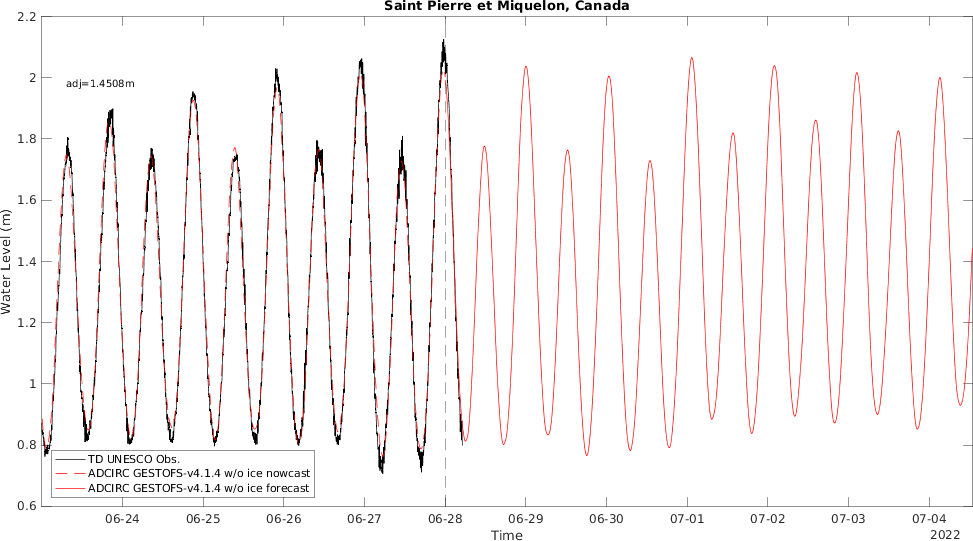 Saint Pierre et Miquelon, Canada
2.2
2
1.8
1.6
1.4
1.2
1
0.8
0.6
Water Level (m)
adj=1.4508m
TD UNESCO Obs.
ADCIRC GESTOFS-v4.1.4 w/o ice nowcast
ADCIRC GESTOFS-v4.1.4 w/o ice forecast
06-24 06-25 06-26 06-27 06-28 06-29 06-30 07-01 07-02 07-03 07-04
Time
2022